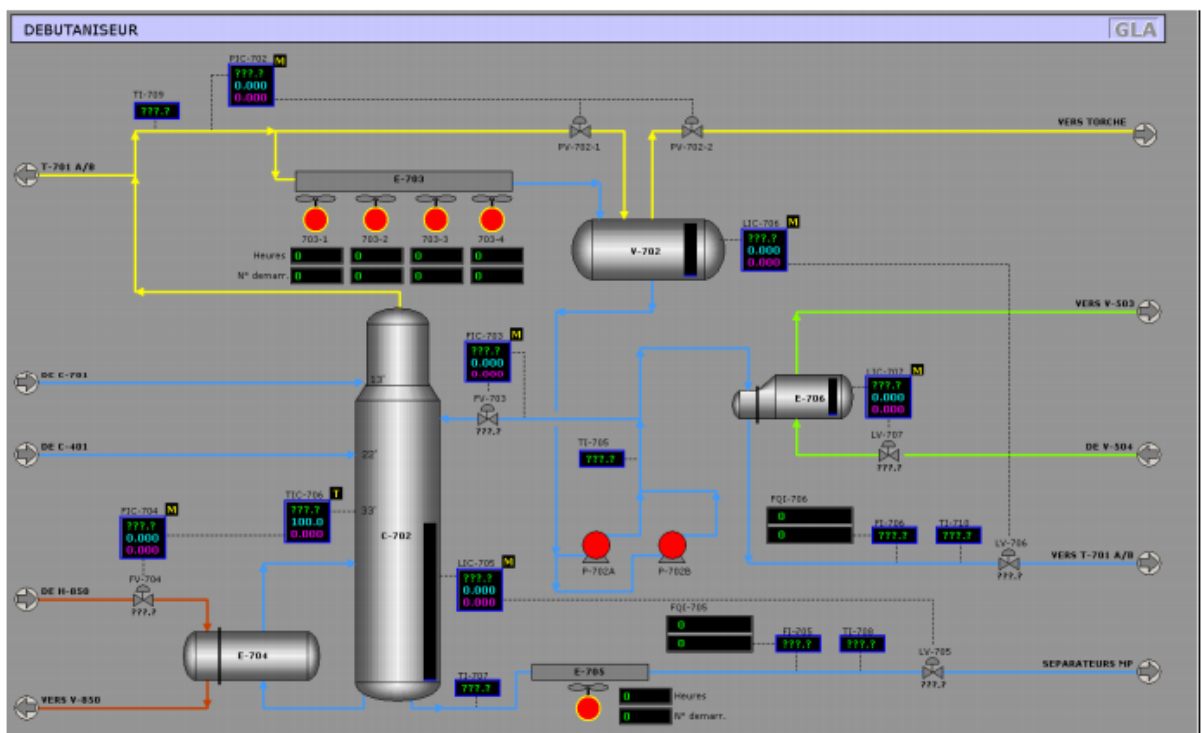 DEBUTANISEUR
GLA
PIC-702
M
???.?
0.000
0.000
TI-709
???.?
PV-702-1
PV-702-2
VERS TORCHE
T-701 A/B
E-703
703-1
703-2
703-3
703-4
Heures
0
0
0
0
N° demarr.
0
0
0
0
V-702
LIC-706
M
???.?
0.000
0.000
VERS V-503
FIC-703
M
???.?
0.000
0.000
FV-703
???.?
DE C-701
13'
E-706
LIC-707
M
???.?
0.000
0.000
LV-707
???.?
DE V-504
DE C-401
22'
TI-705
???.?
TIC-706
T
???.?
100.0
0.000
33'
FIC-704
M
???.?
0.000
0.000
FV-704
???.?
C-702
FQI-706
0
0
FI-706
???.?
TI-710
???.?
LV-706
???.?
VERS T-701 A/B
P-702A
P-702B
LIC-705
M
???.?
0.000
0.000
DE H-850
E-704
FQI-705
0
0
FI-705
???.?
TI-708
???.?
LV-705
???.?
SEPARATEURS MP
TI-707
???.?
E-705
0
Heures
0
N° demarr.
VERS V-850